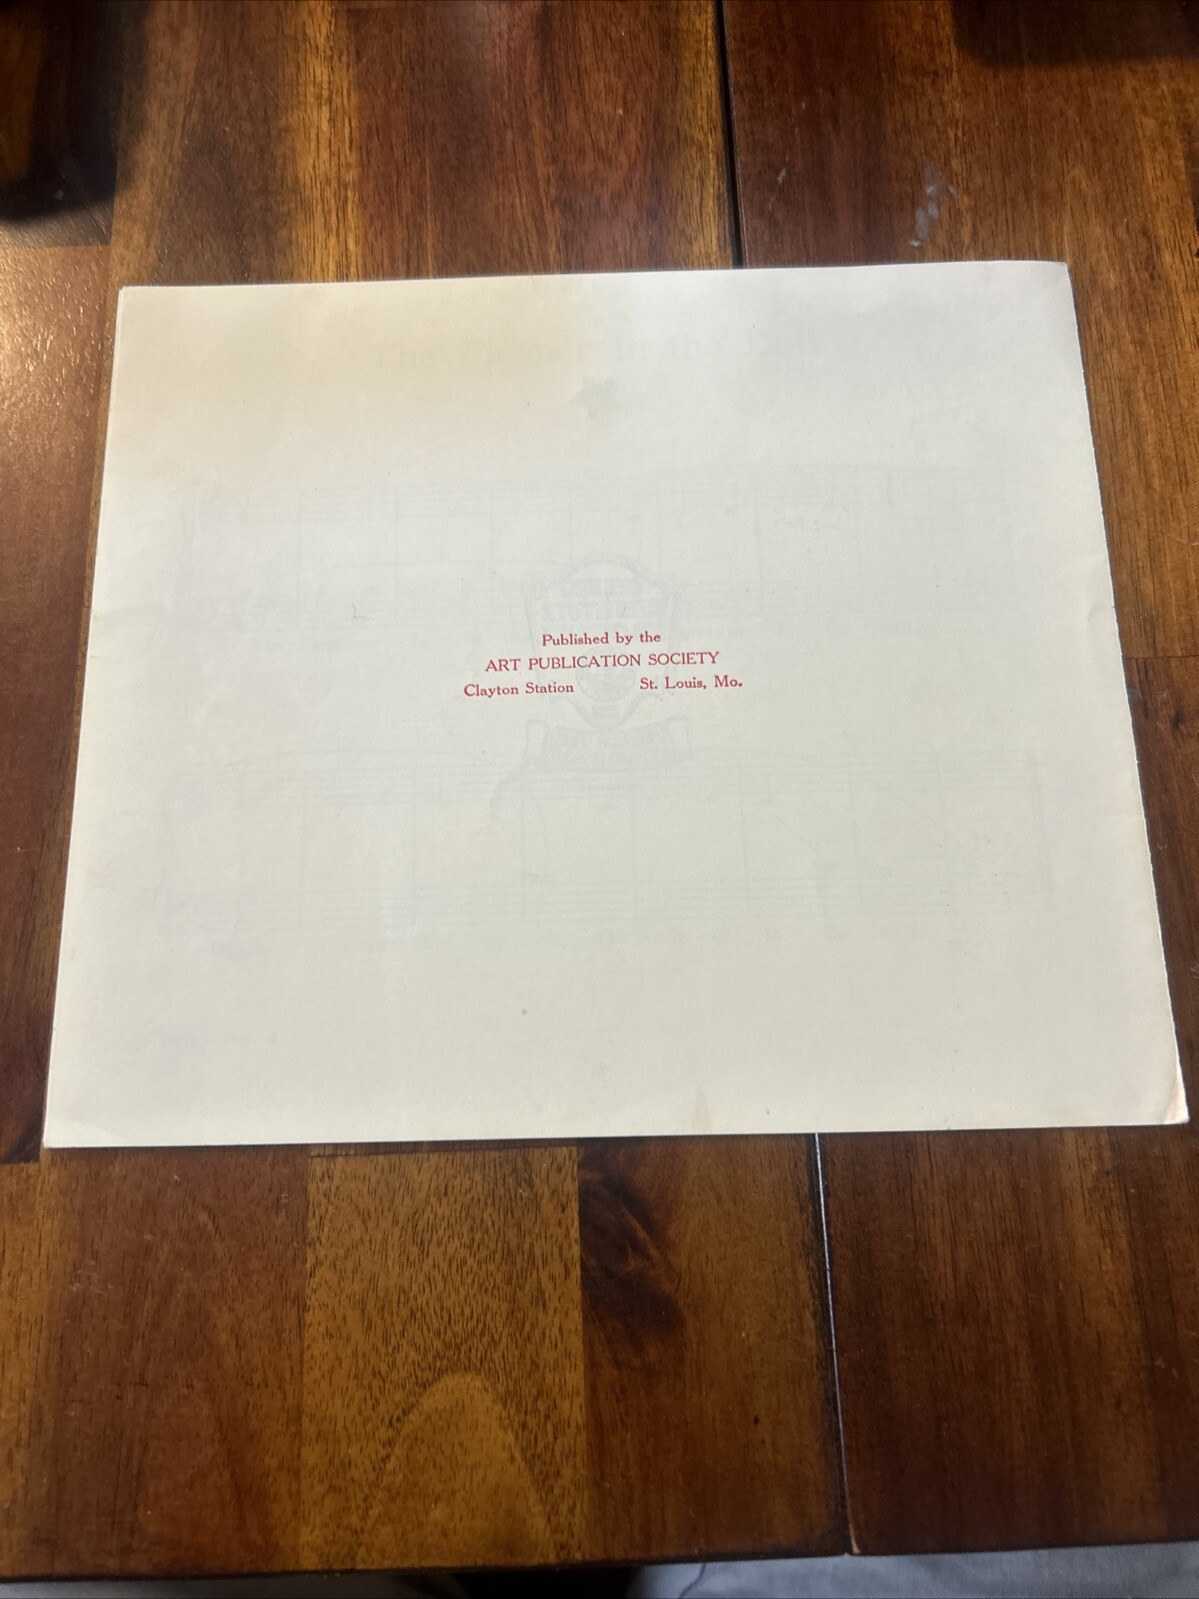 Published by the
ART PUBLICATION SOCIETY
Clayton Station St. Louis, Mo.